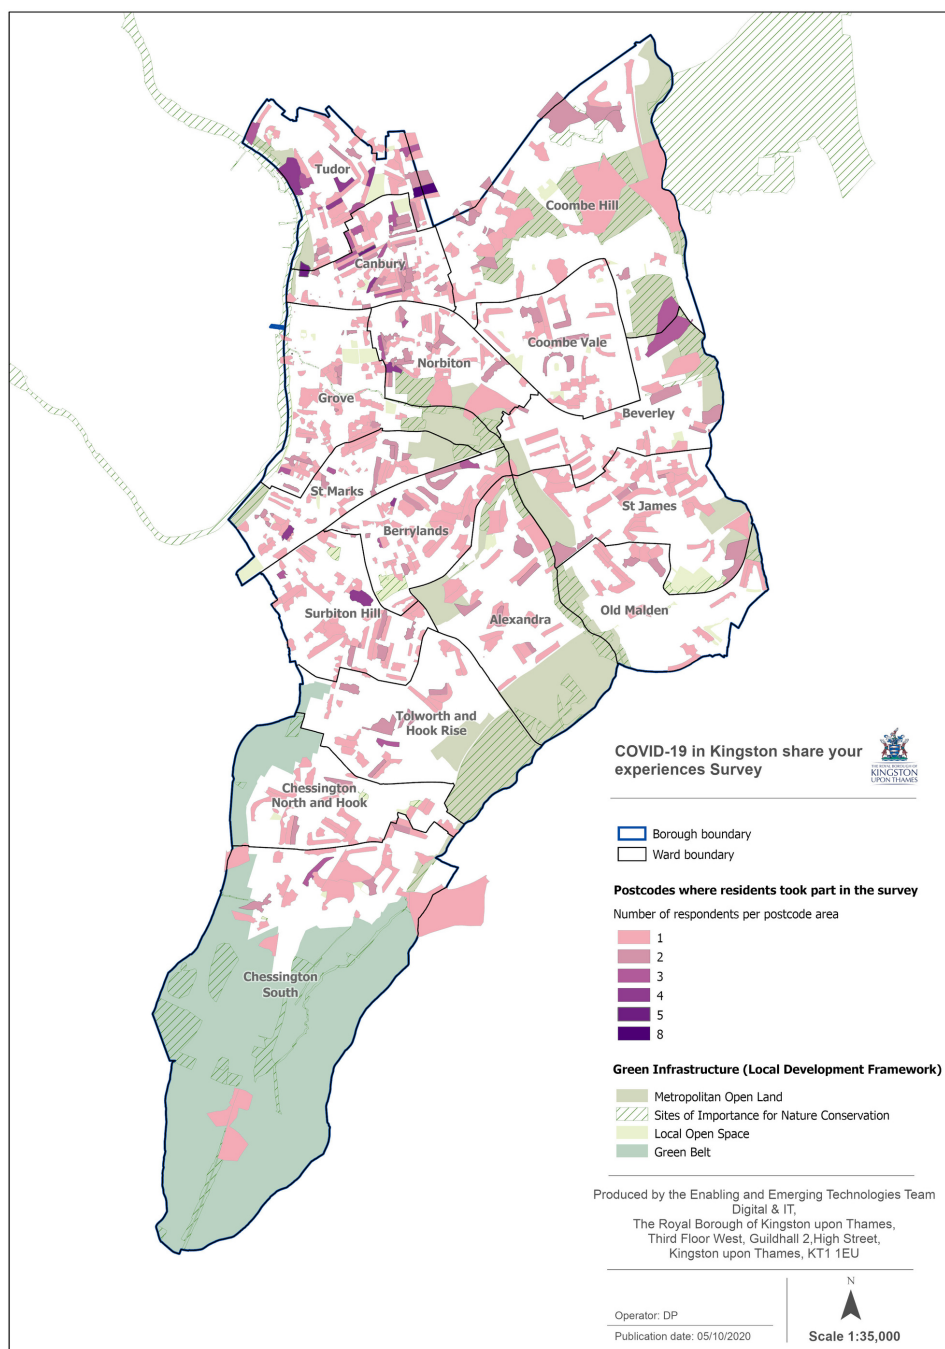 Tudor
Coombe Hill
Canbury
Coombe Vale
Norbiton
Grove
Beverley
St Marks
St James
Berrylands
Surbiton Hill
Alexandra
Old Malden
Tolworth and
Hook Rise
Chessington
North and Hook
Chessington
South
COVID-19 in Kingston share your
experiences Survey
THE ROYAL BOROUGH OF
KINGSTON
UPON THAMES
Borough boundary
Ward boundary
Postcodes where residents took part in the survey
Number of respondents per postcode area
1
2
3
4
5
8
Green Infrastructure (Local Development Framework)
Metropolitan Open Land
Sites of Importance for Nature Conservation
Local Open Space
Green Belt
Produced by the Enabling and Emerging Technologies Team
Digital & IT,
The Royal Borough of Kingston upon Thames,
Third Floor West, Guildhall 2,High Street,
Kingston upon Thames, KT1 1EU
N
Operator: DP
Publication date: 05/10/2020
Scale 1:35,000